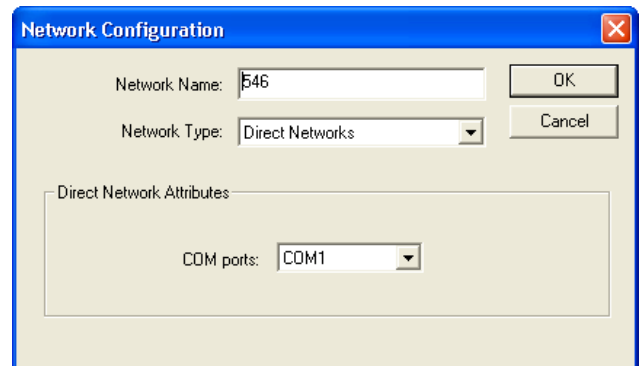 Network Configuration
Network Name: 546 OK
Network Type: Direct Networks Cancel
Direct Network Attributes
COM ports: COM1